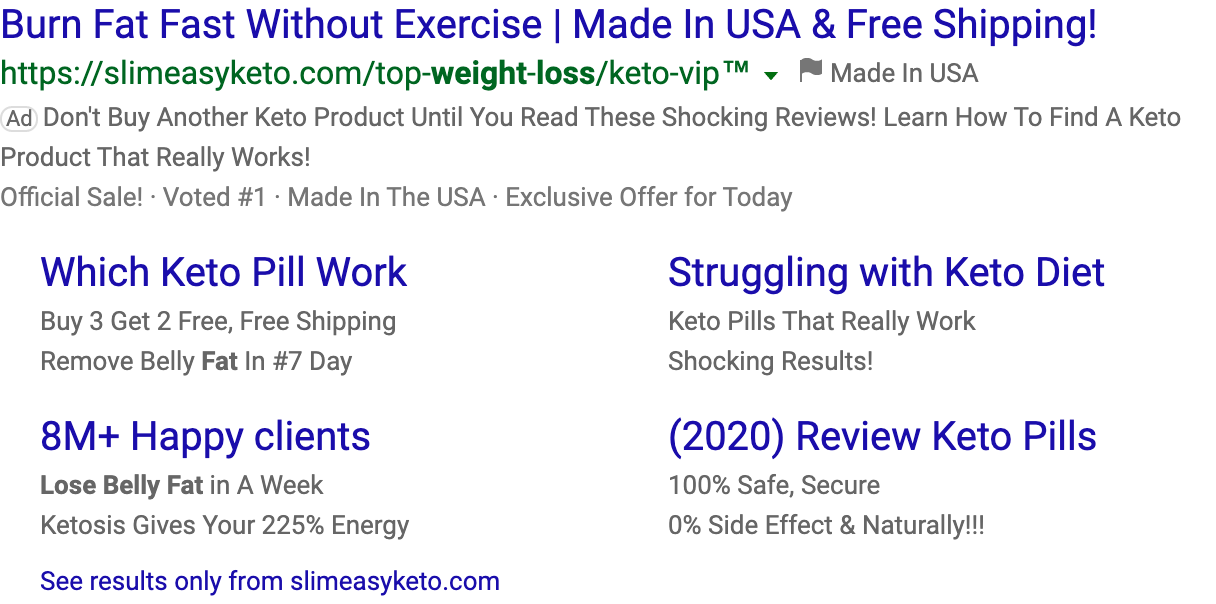 Burn Fat Fast Without Exercise | Made In USA & Free Shipping!
https://slimeasyketo.com/top-weight-loss/keto-vip™ Made In USA
Ad Don't Buy Another Keto Product Until You Read These Shocking Reviews! Learn How To Find A Keto
Product That Really Works!
Official Sale! · Voted #1 · Made In The USA · Exclusive Offer for Today
Which Keto Pill Work
Buy 3 Get 2 Free, Free Shipping
Remove Belly Fat In #7 Day
Struggling with Keto Diet
Keto Pills That Really Work
Shocking Results!
8M+ Happy clients
Lose Belly Fat in A Week
Ketosis Gives Your 225% Energy
(2020) Review Keto Pills
100% Safe, Secure
0% Side Effect & Naturally!!!
See results only from slimeasyketo.com